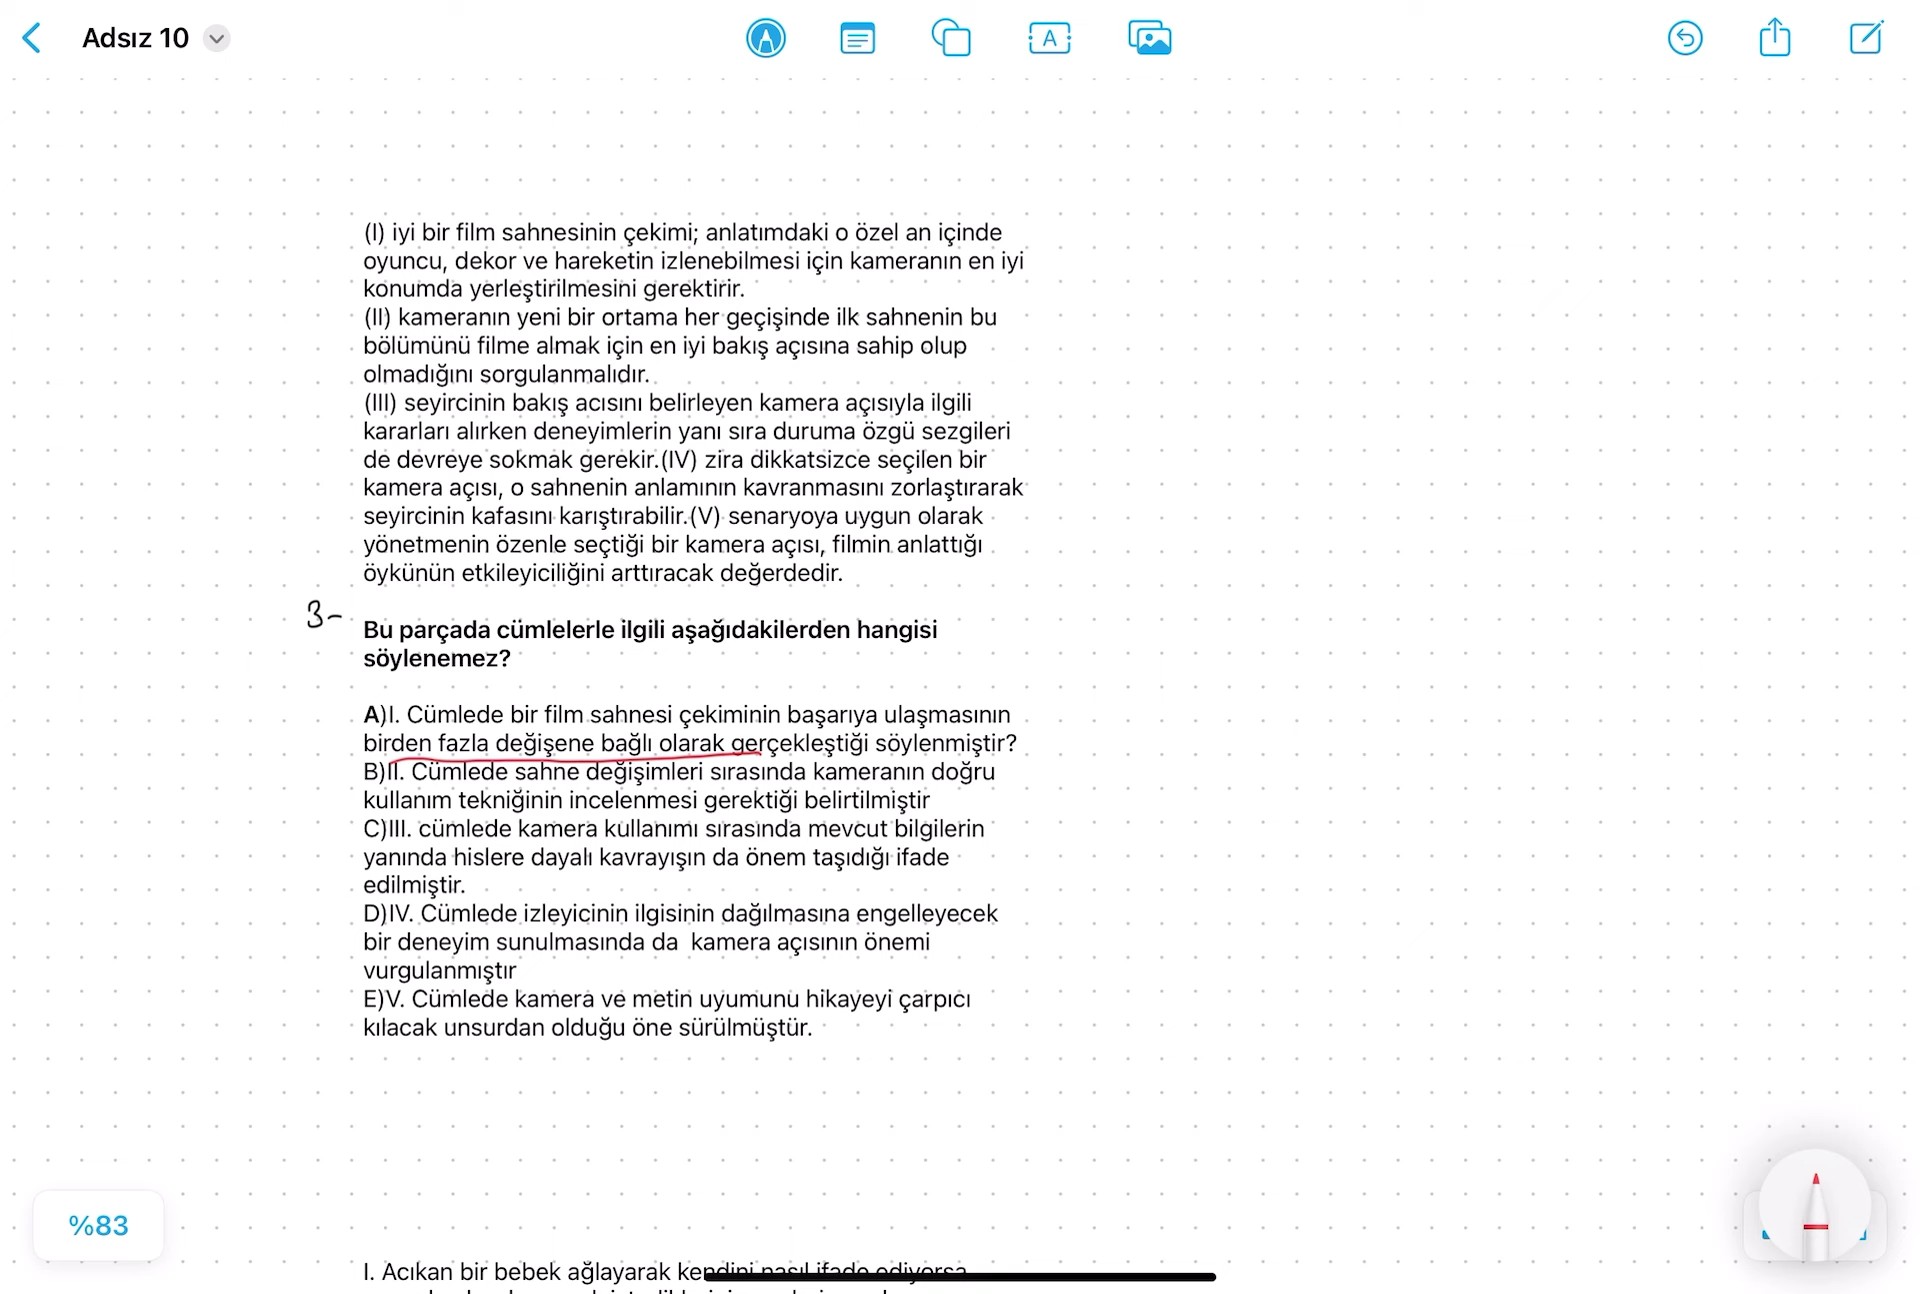 Adsız 10
A
(I) iyi bir film sahnesinin çekimi; anlatımdaki o özel an içinde
oyuncu, dekor ve hareketin izlenebilmesi için kameranın en iyi
konumda yerleştirilmesini gerektirir.
(II) kameranın yeni bir ortama her geçişinde ilk sahnenin bu
bölümünü filme almak için en iyi bakış açısına sahip olup
olmadığını sorgulanmalıdır.
(III) seyircinin bakış acısını belirleyen kamera açısıyla ilgili
kararları alırken deneyimlerin yanı sıra duruma özgü sezgileri
de devreye sokmak gerekir.(IV) zira dikkatsizce seçilen bir
kamera açısı, o sahnenin anlamının kavranmasını zorlaştırarak
seyircinin kafasını karıştırabilir.(V) senaryoya uygun olarak
yönetmenin özenle seçtiği bir kamera açısı, filmin anlattığı
öykünün etkileyiciliğini arttıracak değerdedir.
3-
Bu parçada cümlelerle ilgili aşağıdakilerden hangisi
söylenemez?
A)I. Cümlede bir film sahnesi çekiminin başarıya ulaşmasının
birden fazla değişene bağlı olarak gerçekleştiği söylenmiştir?
B)II. Cümlede sahne değişimleri sırasında kameranın doğru
kullanım tekniğinin incelenmesi gerektiği belirtilmiştir
C)III. cümlede kamera kullanımı sırasında mevcut bilgilerin
yanında hislere dayalı kavrayışın da önem taşıdığı ifade
edilmiştir.
D)IV. Cümlede izleyicinin ilgisinin dağılmasına engelleyecek
bir deneyim sunulmasında da  kamera açısının önemi
vurgulanmıştır
E)V. Cümlede kamera ve metin uyumunu hikayeyi çarpıcı
kılacak unsurdan olduğu öne sürülmüştür.
%83
I. Acıkan bir bebek ağlayarak kendini nasıl ifade ediyorsa